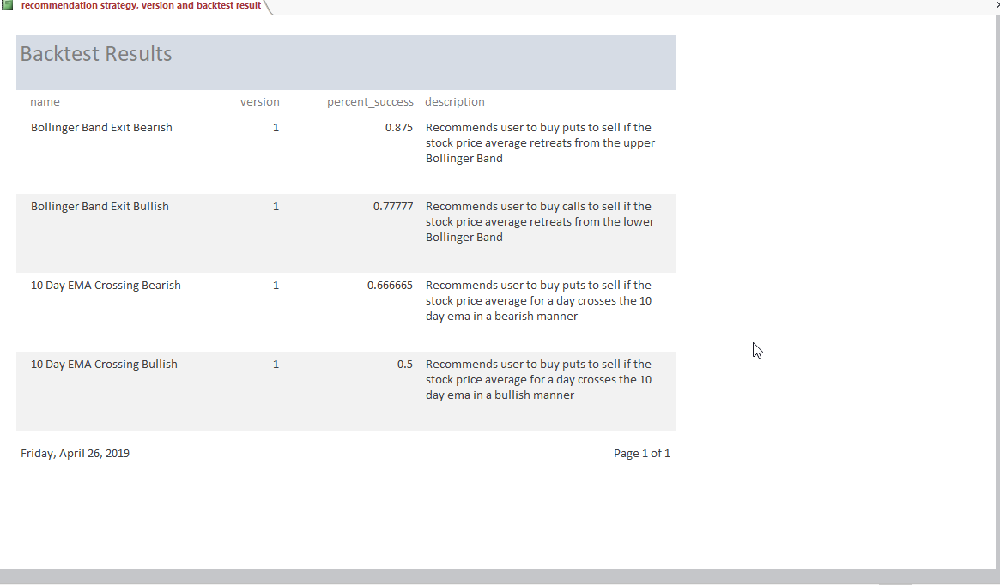 recommendation strategy, version and backtest result
Backtest Results
name version percent_success description
Bollinger Band Exit Bearish 1 0.875 Recommends user to buy puts to sell if the
stock price average retreats from the upper
Bollinger Band
Bollinger Band Exit Bullish 1 0.77777 Recommends user to buy calls to sell if the
stock price average retreats from the lower
Bollinger Band
10 Day EMA Crossing Bearish 1 0.666665 Recommends user to buy puts to sell if the
stock price average for a day crosses the 10
day ema in a bearish manner
10 Day EMA Crossing Bullish 1 0.5 Recommends user to buy puts to sell if the
stock price average for a day crosses the 10
day ema in a bullish manner
Friday, April 26, 2019 Page 1 of 1